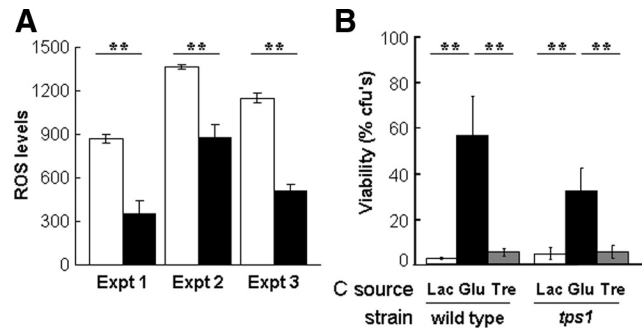 A
B
** ** **
** ** ** **
ROS levels
1500
1200
900
600
300
0
Expt 1 Expt 2 Expt 3
Viability (% cfu's)
100
80
60
40
20
0
C source Lac Glu Tre Lac Glu Tre
strain wild type tps1